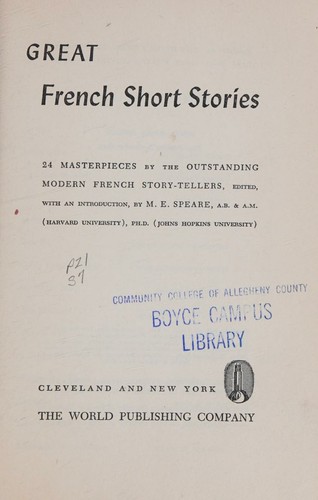 GREAT
French Short Stories
24 MASTERPIECES BY THE OUTSTANDING
MODERN FRENCH STORY-TELLERS, EDITED,
WITH AN INTRODUCTION, BY M. E. SPEARE, A.B. & A.M.
(HARVARD UNIVERSITY), PH.D. (JOHNS HOPKINS UNIVERSITY)
PZ1
S7
COMMUNITY COLLEGE OF ALLEGHENY COUNTY
BOYCE CAMPUS
LIBRARY
CLEVELAND AND NEW YORK
THE WORLD PUBLISHING COMPANY